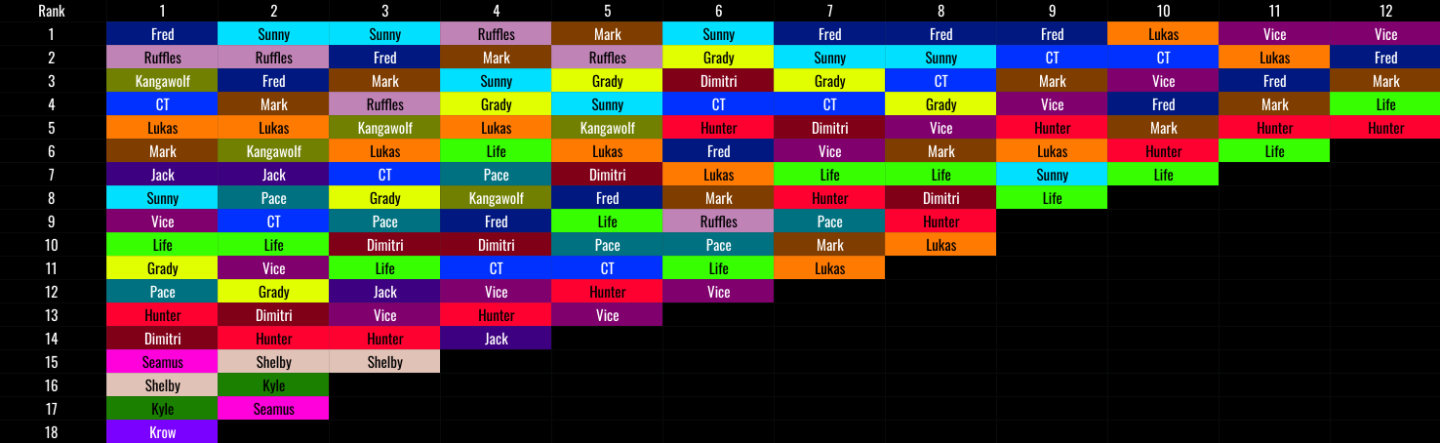 Rank 1 2 3 4 5 6 7 8 9 10 11 12
1 Fred Sunny Sunny Ruffles Mark Sunny Fred Fred Fred Lukas Vice Vice
2 Ruffles Ruffles Fred Mark Ruffles Grady Sunny Sunny CT CT Lukas Fred
3 Kangawolf Fred Mark Sunny Grady Dimitri Grady CT Mark Vice Fred Mark
4 CT Mark Ruffles Grady Sunny CT CT Grady Vice Fred Mark Life
5 Lukas Lukas Kangawolf Lukas Kangawolf Hunter Dimitri Vice Hunter Mark Hunter Hunter
6 Mark Kangawolf Lukas Life Lukas Fred Vice Mark Lukas Hunter Life
7 Jack Jack CT Pace Dimitri Lukas Life Life Sunny Life
8 Sunny Pace Grady Kangawolf Fred Mark Hunter Dimitri Life
9 Vice CT Pace Fred Life Ruffles Pace Hunter
10 Life Life Dimitri Dimitri Pace Pace Mark Lukas
11 Grady Vice Life CT CT Life Lukas
12 Pace Grady Jack Vice Hunter Vice
13 Hunter Dimitri Vice Hunter Vice
14 Dimitri Hunter Hunter Jack
15 Seamus Shelby Shelby
16 Shelby Kyle
17 Kyle Seamus
18 Krow